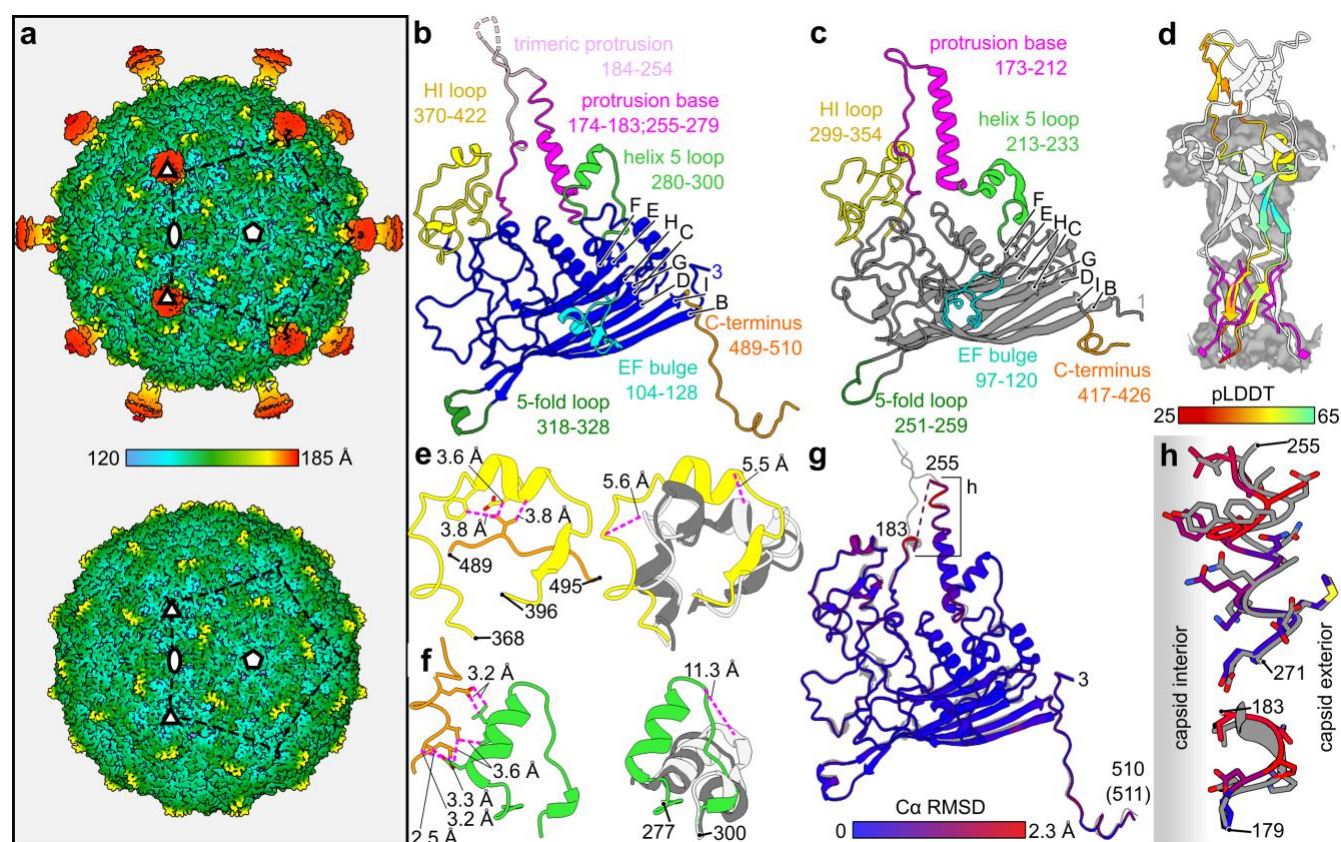 a
120
185 Å
b
trimeric protrusion
184-254
HI loop
370-422
protrusion base
174-183;255-279
helix 5 loop
280-300
F
E
H
C
G
D
I
B
3
C-terminus
489-510
EF bulge
104-128
5-fold loop
318-328
c
protrusion base
173-212
HI loop
299-354
helix 5 loop
213-233
F
E
H
C
G
D
I
B
1
EF bulge
97-120
C-terminus
417-426
5-fold loop
251-259
d
pLDDT
25
65
e
3.6 Å
3.8 Å
3.8 Å
489
495
396
368
5.6 Å
5.5 Å
f
3.2 Å
3.6 Å
3.3 Å
3.2 Å
2.5 Å
11.3 Å
277
300
g
255
h
183
3
510
(511)
Cα RMSD
0
2.3 Å
h
255
271
183
179
capsid interior
capsid exterior